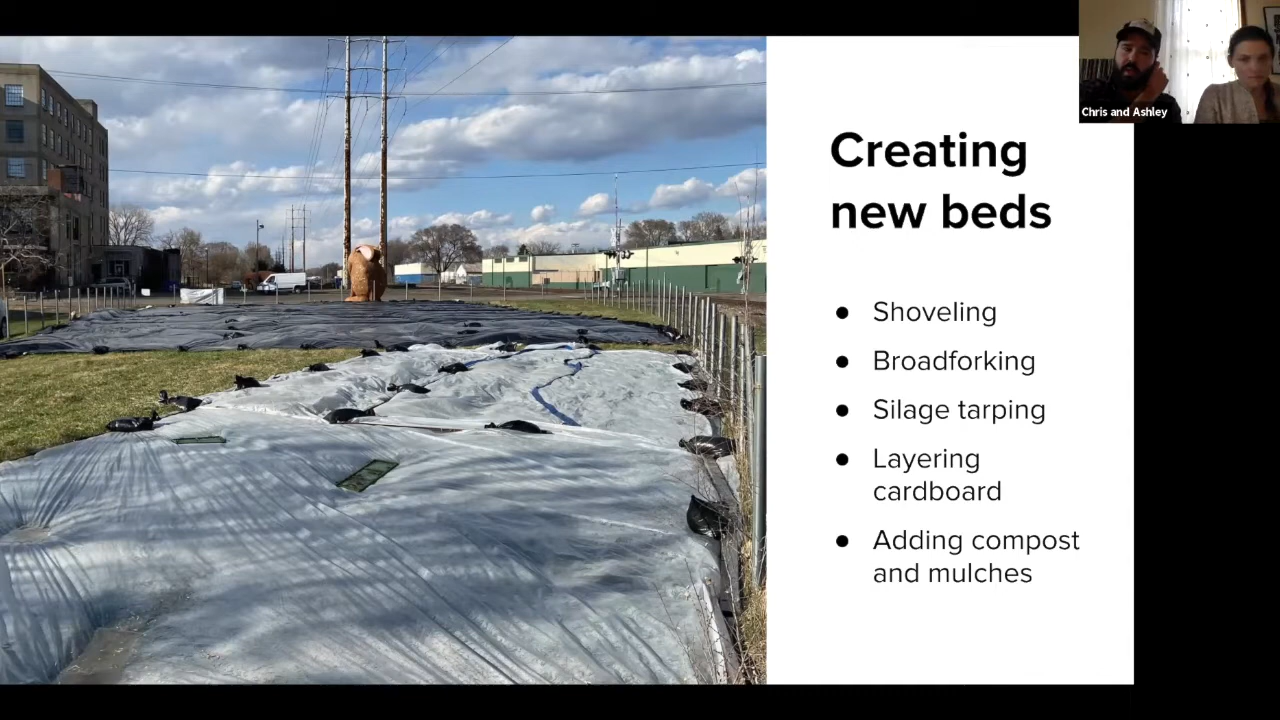 Chris and Ashley
Creating
new beds
● Shoveling
● Broadforking
● Silage tarping
● Layering
cardboard
● Adding compost
and mulches